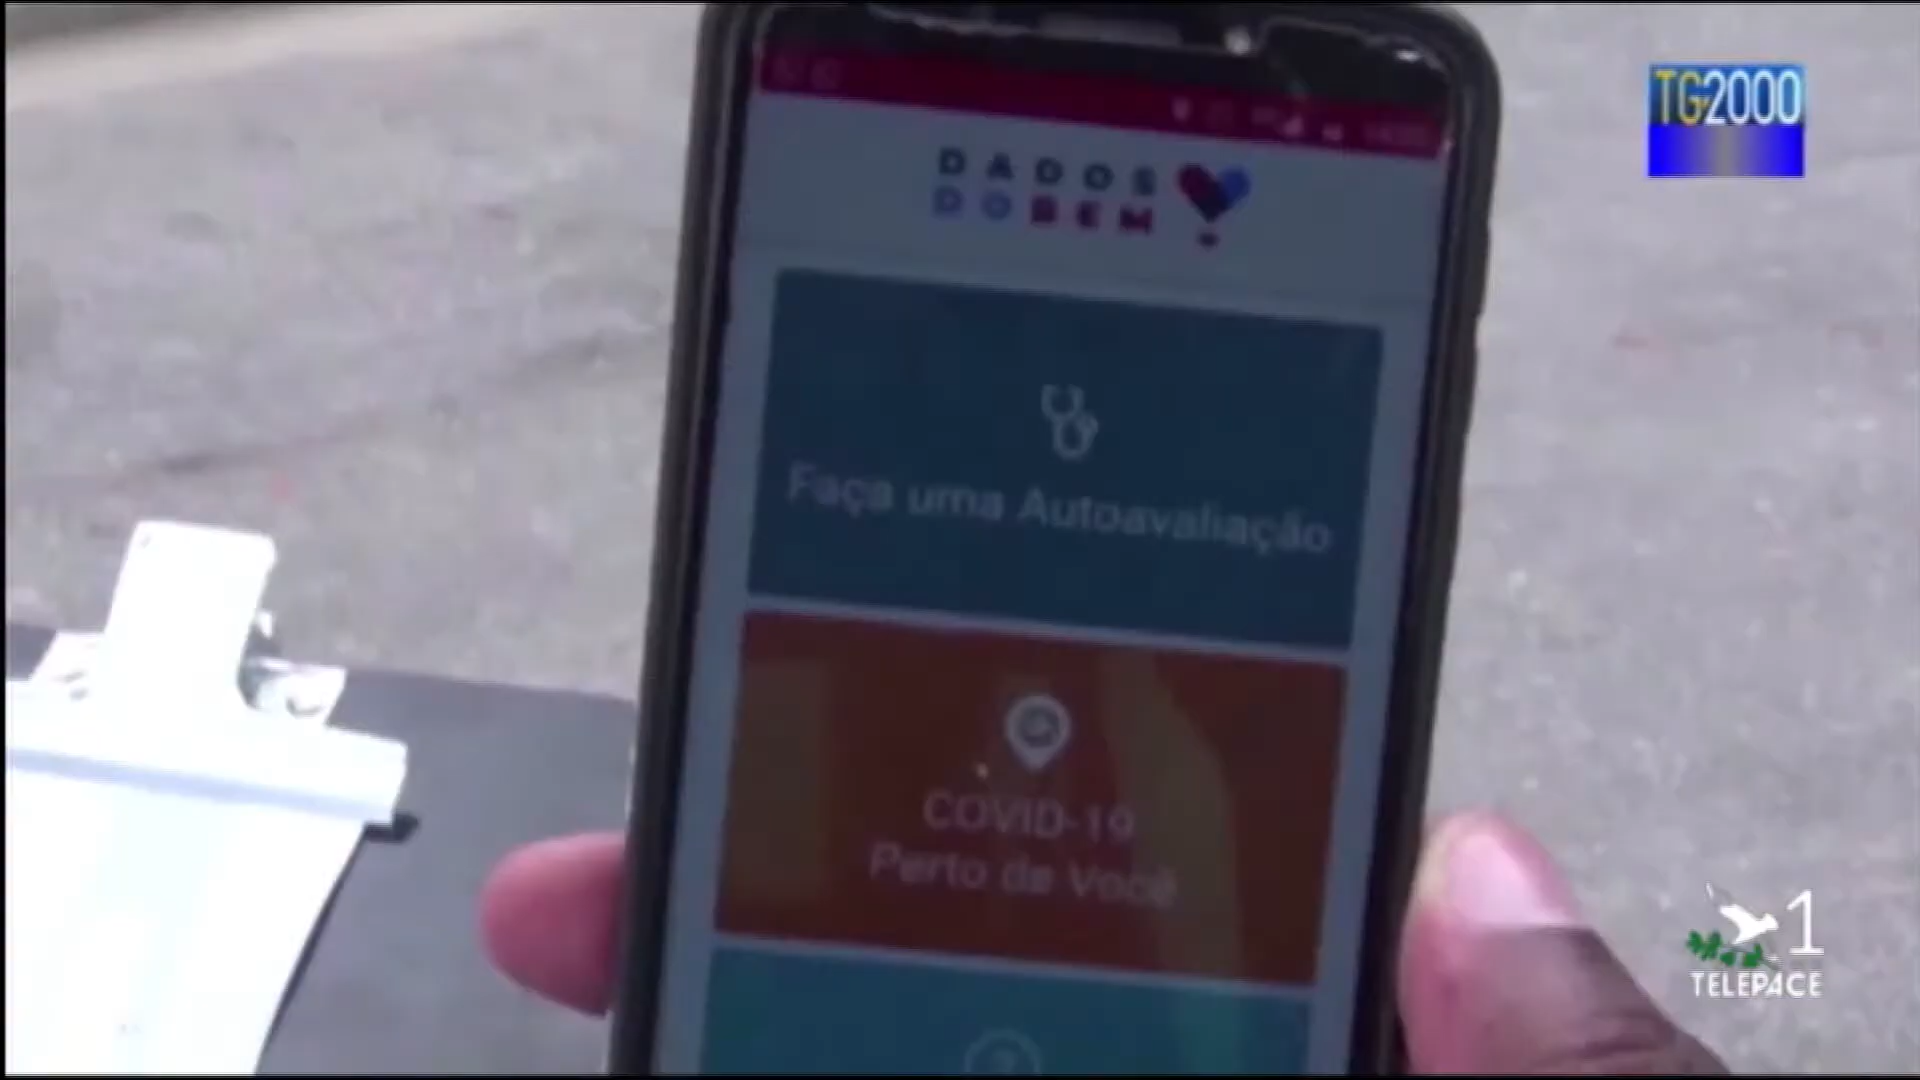 TG2000
DADOS
DO BEM
Faça uma Autoavaliação
COVID-19
Perto de Você
1
TELEPACE